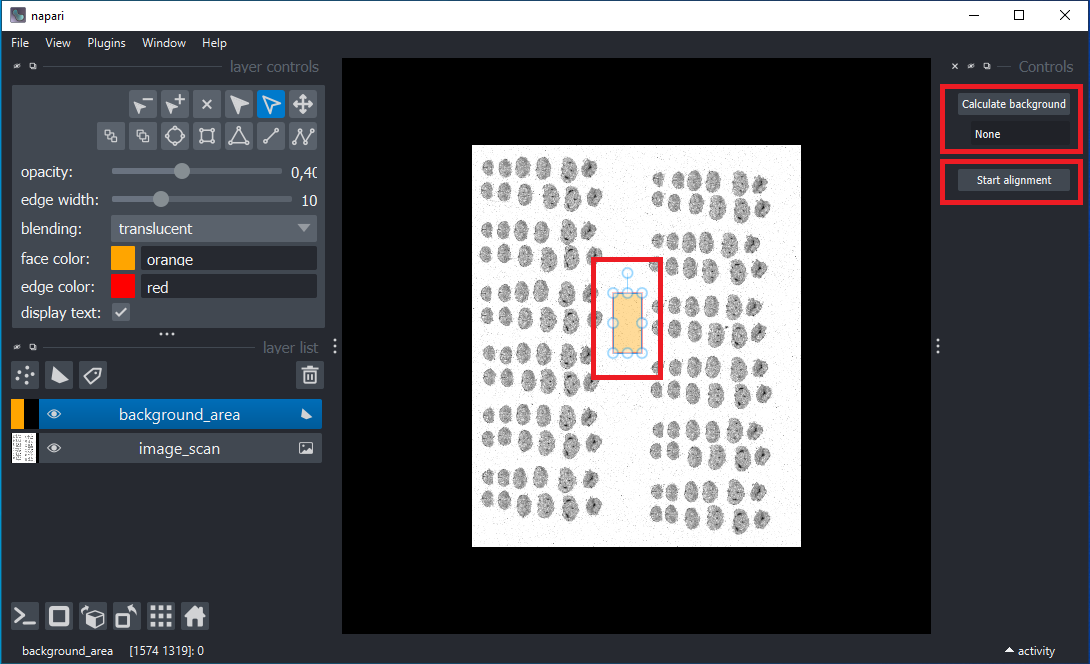 napari
File View Plugins Window Help
layer controls
opacity: 0,40
edge width: 10
blending: translucent
face color: orange
edge color: red
display text:
layer list
background_area
image_scan
background_area [1574 1319]: 0
Controls
Calculate background
None
Start alignment
activity